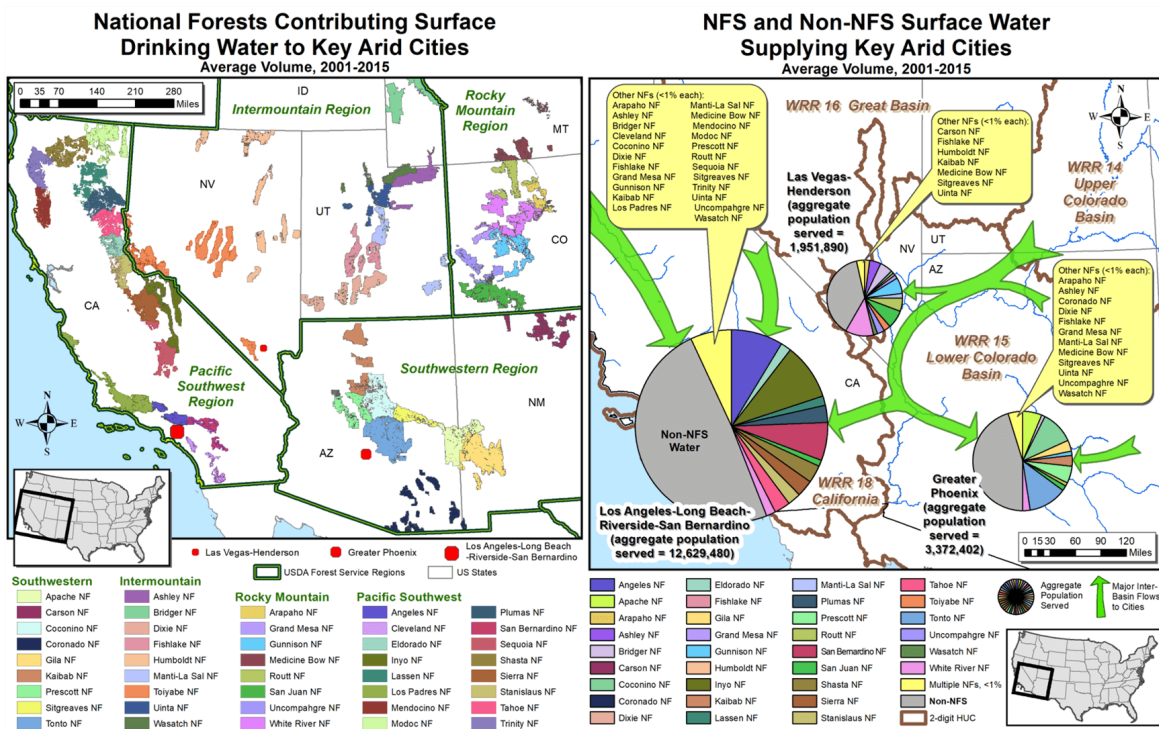 National Forests Contributing Surface
Drinking Water to Key Arid Cities
Average Volume, 2001-2015
0 35 70 140 210 280
Miles
ID
Intermountain Region
Rocky
Mountain
Region
MT
NV
UT
CO
CA
Pacific
Southwest
Region
Southwestern Region
AZ
NM
N
W E
S
Las Vegas-Henderson
Greater Phoenix
Los Angeles-Long Beach
-Riverside-San Bernardino
USDA Forest Service Regions
US States
Southwestern
Apache NF
Carson NF
Coconino NF
Coronado NF
Gila NF
Kaibab NF
Prescott NF
Sitgreaves NF
Tonto NF
Intermountain
Ashley NF
Bridger NF
Dixie NF
Fishlake NF
Humboldt NF
Manti-La Sal NF
Toiyabe NF
Uinta NF
Wasatch NF
Rocky Mountain
Arapaho NF
Grand Mesa NF
Gunnison NF
Medicine Bow NF
Routt NF
San Juan NF
Uncompahgre NF
White River NF
Pacific Southwest
Angeles NF
Cleveland NF
Eldorado NF
Inyo NF
Lassen NF
Los Padres NF
Mendocino NF
Modoc NF
Plumas NF
San Bernardino NF
Sequoia NF
Shasta NF
Sierra NF
Stanislaus NF
Tahoe NF
Trinity NF
NFS and Non-NFS Surface Water
Supplying Key Arid Cities
Average Volume, 2001-2015
Other NFs (<1% each):
Arapaho NF Manti-La Sal NF
Ashley NF Medicine Bow NF
Bridger NF Mendocino NF
Cleveland NF Modoc NF
Coconino NF Prescott NF
Dixie NF Routt NF
Fishlake NF Sequoia NF
Grand Mesa NF Sitgreaves NF
Gunnison NF Trinity NF
Kaibab NF Uinta NF
Los Padres NF Uncompahgre NF
Wasatch NF
WRR 16 Great Basin
Other NFs (<1% each):
Carson NF
Fishlake NF
Humboldt NF
Kaibab NF
Medicine Bow NF
Sitgreaves NF
Uinta NF
N
W E
S
WRR 14
Upper
Colorado
Basin
Las Vegas-
Henderson
(aggregate
population
served =
1,951,890)
NV
UT
AZ
Other NFs (<1% each):
Arapaho NF
Ashley NF
Coronado NF
Dixie NF
Fishlake NF
Grand Mesa NF
Manti-La Sal NF
Medicine Bow NF
Sitgreaves NF
Uinta NF
Uncompaghre NF
Wasatch NF
WRR 15
Lower Colorado
Basin
CA
Non-NFS
Water
WRR 18
California
Los Angeles-Long Beach-
Riverside-San Bernardino
(aggregate population
served = 12,629,480)
Greater
Phoenix
(aggregate
population
served =
3,372,402)
0 15 30 60 90 120
Miles
Angeles NF
Apache NF
Arapaho NF
Ashley NF
Bridger NF
Carson NF
Coconino NF
Coronado NF
Dixie NF
Eldorado NF
Fishlake NF
Gila NF
Grand Mesa NF
Gunnison NF
Humboldt NF
Inyo NF
Kaibab NF
Lassen NF
Manti-La Sal NF
Plumas NF
Prescott NF
Routt NF
San Bernardino NF
San Juan NF
Shasta NF
Sierra NF
Stanislaus NF
Tahoe NF
Toiyabe NF
Tonto NF
Uncompahgre NF
Wasatch NF
White River NF
Multiple NFs, <1%
Non-NFS
2-digit HUC
Aggregate
Population
Served
Major Inter-
Basin Flows
to Cities